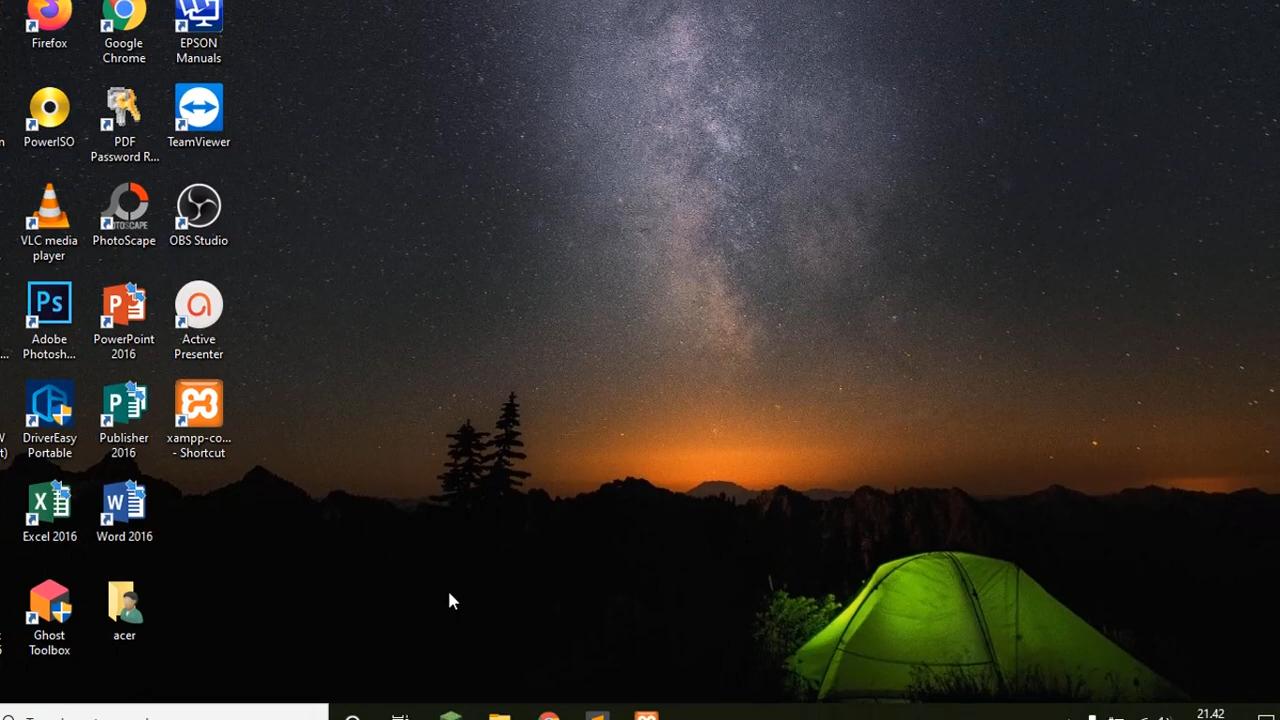 Firefox
Google
Chrome
EPSON
Manuals
PowerISO
PDF
Password R...
TeamViewer
VLC media
player
PhotoScape
OBS Studio
Ps
Adobe
Photosh...
PowerPoint
2016
Active
Presenter
DriverEasy
Portable
Publisher
2016
xampp-co...
- Shortcut
Excel 2016
Word 2016
Ghost
Toolbox
acer
21.42